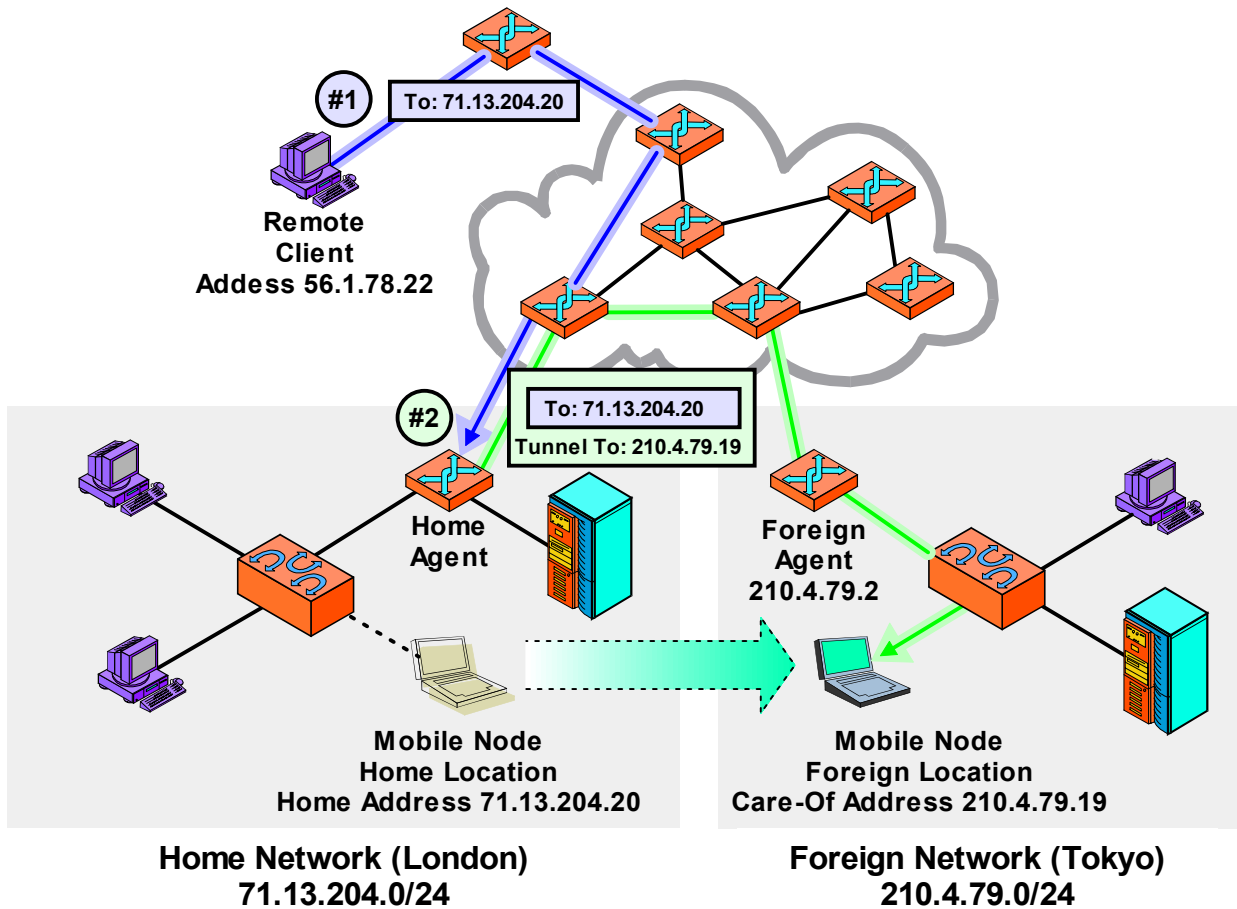 #1
To: 71.13.204.20
Remote
Client
Addess 56.1.78.22
#2
To: 71.13.204.20
Tunnel To: 210.4.79.19
Home
Agent
Foreign
Agent
210.4.79.2
Mobile Node
Home Location
Home Address 71.13.204.20
Mobile Node
Foreign Location
Care-Of Address 210.4.79.19
Home Network (London)
71.13.204.0/24
Foreign Network (Tokyo)
210.4.79.0/24